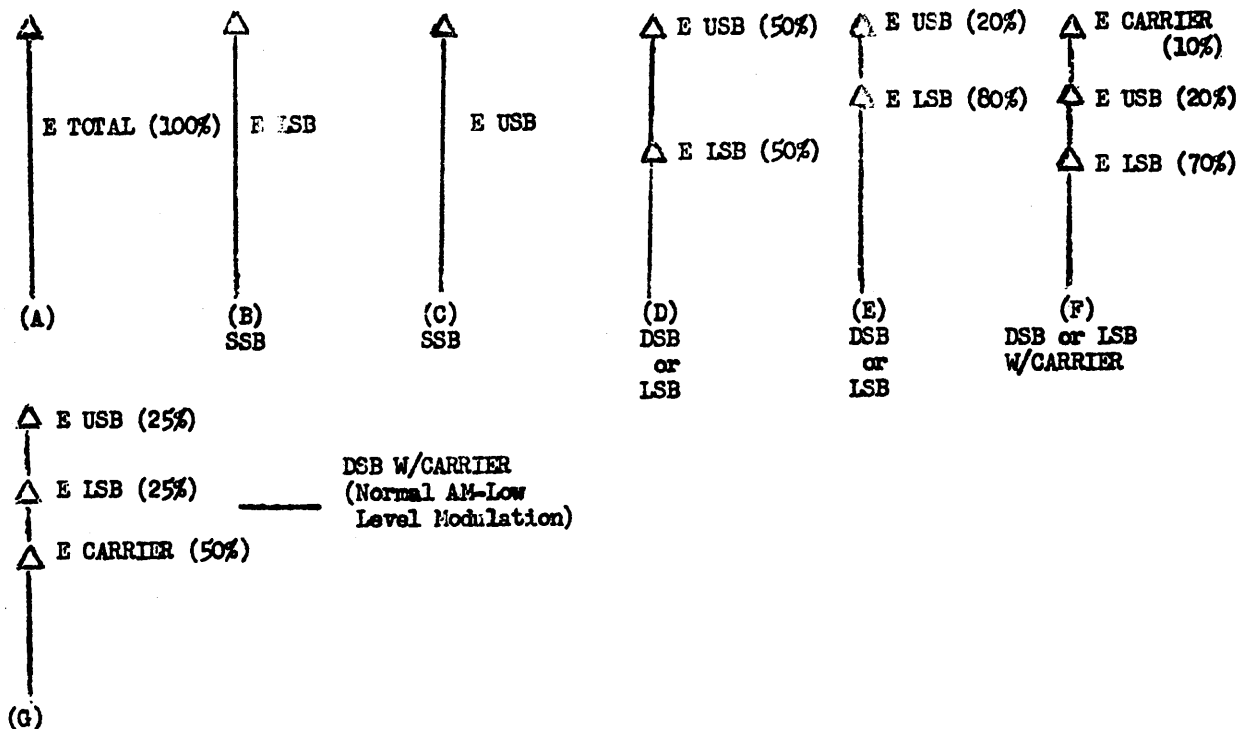 E TOTAL (100%)
E LSB
E USB
E USB (50%)
E LSB (50%)
E USB (20%)
E LSB (80%)
E CARRIER
(10%)
E USB (20%)
E LSB (70%)
(A)
(B)
SSB
(C)
SSB
(D)
DSB
or
LSB
(E)
DSB
or
LSB
(F)
DSB or LSB
W/CARRIER
E USB (25%)
E LSB (25%)
E CARRIER (50%)
DSB W/CARRIER
(Normal AM-Low
Level Modulation)
(G)